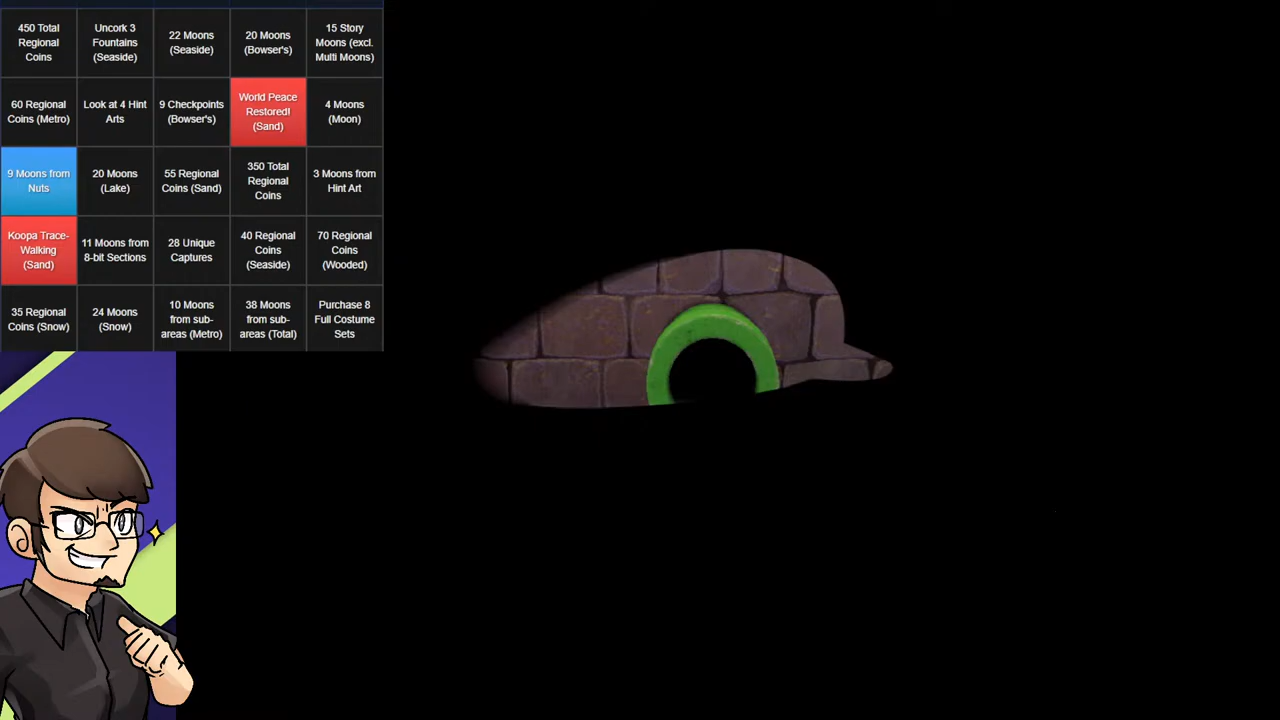 450 Total
Regional
Coins
Uncork 3
Fountains
(Seaside)
22 Moons
(Seaside)
20 Moons
(Bowser's)
15 Story
Moons (excl.
Multi Moons)
60 Regional
Coins (Metro)
Look at 4 Hint
Arts
9 Checkpoints
(Bowser's)
World Peace
Restored!
(Sand)
4 Moons
(Moon)
9 Moons from
Nuts
20 Moons
(Lake)
55 Regional
Coins (Sand)
350 Total
Regional
Coins
3 Moons from
Hint Art
Koopa Trace-
Walking
(Sand)
11 Moons from
8-bit Sections
28 Unique
Captures
40 Regional
Coins
(Seaside)
70 Regional
Coins
(Wooded)
35 Regional
Coins (Snow)
24 Moons
(Snow)
10 Moons
from sub-
areas (Metro)
38 Moons
from sub-
areas (Total)
Purchase 8
Full Costume
Sets